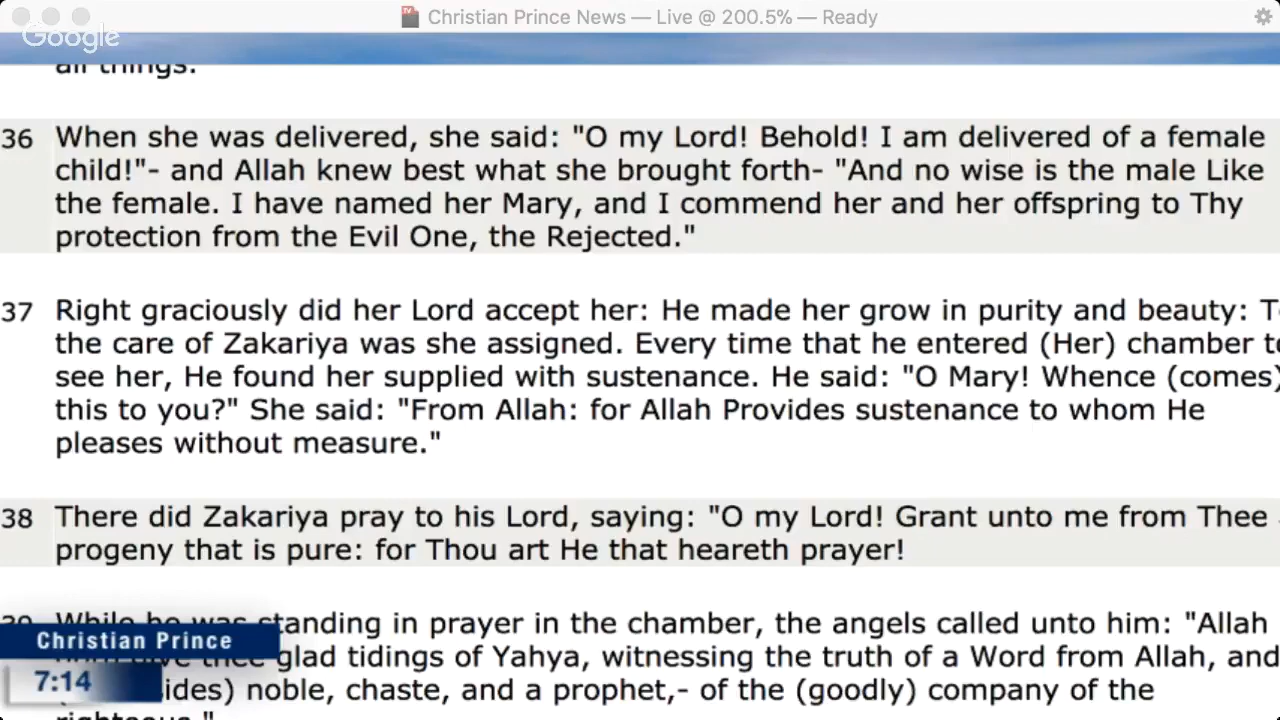 Christian Prince News — Live @ 200.5% — Ready
Google
all things.
36 When she was delivered, she said: "O my Lord! Behold! I am delivered of a female
child!"- and Allah knew best what she brought forth- "And no wise is the male Like
the female. I have named her Mary, and I commend her and her offspring to Thy
protection from the Evil One, the Rejected."
37 Right graciously did her Lord accept her: He made her grow in purity and beauty:
the care of Zakariya was she assigned. Every time that he entered (Her) chamber
see her, He found her supplied with sustenance. He said: "O Mary! Whence (comes)
this to you?" She said: "From Allah: for Allah Provides sustenance to whom He
pleases without measure."
38 There did Zakariya pray to his Lord, saying: "O my Lord! Grant unto me from Thee
progeny that is pure: for Thou art He that heareth prayer!
39 While he was standing in prayer in the chamber, the angels called unto him: "Allah
glad tidings of Yahya, witnessing the truth of a Word from Allah, and
noble, chaste, and a prophet,- of the (goodly) company of the
righteous."
Christian Prince
7:14